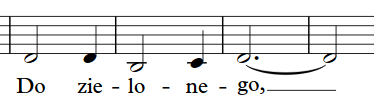 Do zie - lo - ne - go,